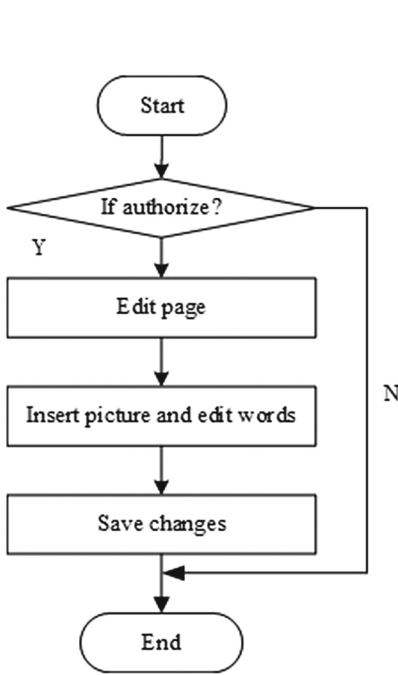 Start
If authorize?
Y
Edit page
N
Insert picture and edit words
Save changes
End